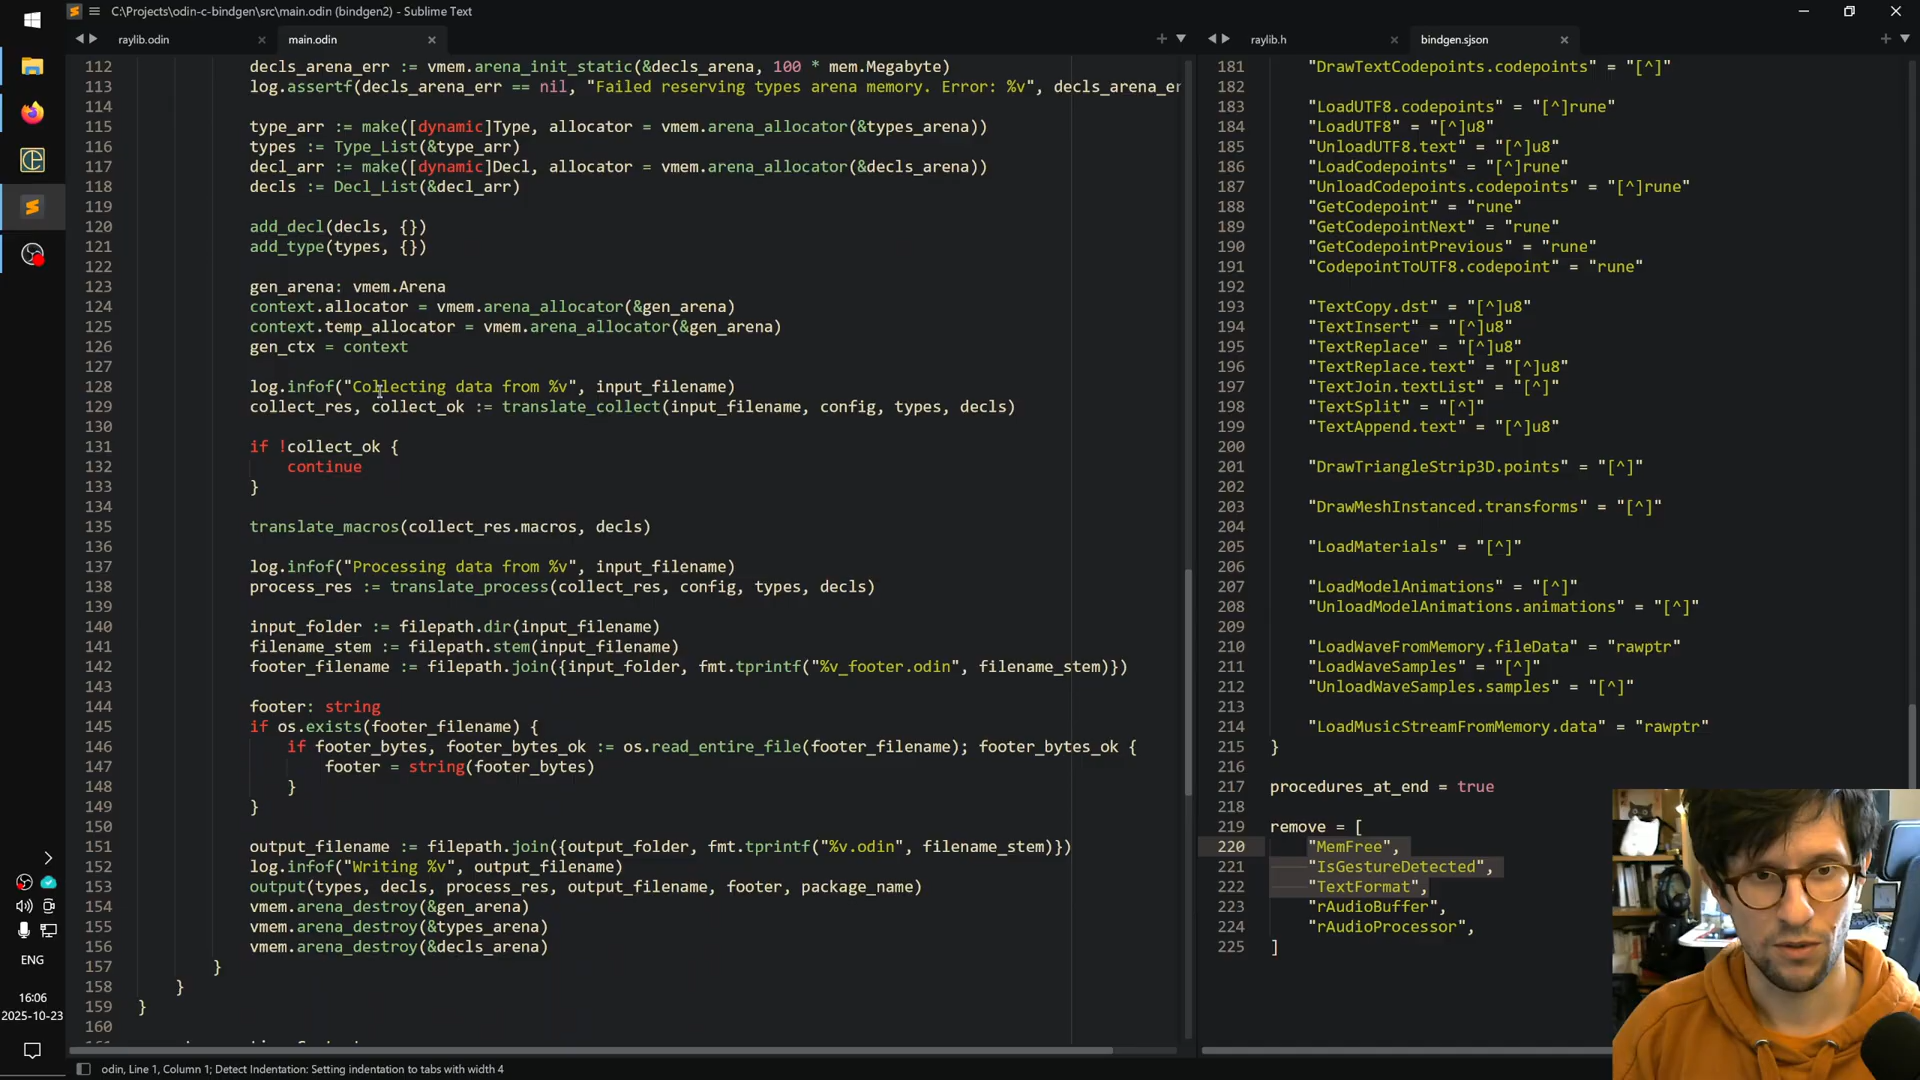 C:\Projects\odin-c-bindgen\src\main.odin (bindgen2) - Sublime Text
raylib.odin
main.odin
112 decls_arena_err := vmem.arena_init_static(&decls_arena, 100 * mem.Megabyte)
113 log.assertf(decls_arena_err == nil, "Failed reserving types arena memory. Error: %v", decls_arena_er
114
115 type_arr := make([dynamic]Type, allocator = vmem.arena_allocator(&types_arena))
116 types := Type_List(&type_arr)
117 decl_arr := make([dynamic]Decl, allocator = vmem.arena_allocator(&decls_arena))
118 decls := Decl_List(&decl_arr)
119
120 add_decl(decls, {})
121 add_type(types, {})
122
123 gen_arena: vmem.Arena
124 context.allocator = vmem.arena_allocator(&gen_arena)
125 context.temp_allocator = vmem.arena_allocator(&gen_arena)
126 gen_ctx = context
127
128 log.infof("Collecting data from %v", input_filename)
129 collect_res, collect_ok := translate_collect(input_filename, config, types, decls)
130
131 if !collect_ok {
132 continue
133 }
134
135 translate_macros(collect_res.macros, decls)
136
137 log.infof("Processing data from %v", input_filename)
138 process_res := translate_process(collect_res, config, types, decls)
139
140 input_folder := filepath.dir(input_filename)
141 filename_stem := filepath.stem(input_filename)
142 footer_filename := filepath.join({input_folder, fmt.tprintf("%v_footer.odin", filename_stem)})
143
144 footer: string
145 if os.exists(footer_filename) {
146 if footer_bytes, footer_bytes_ok := os.read_entire_file(footer_filename); footer_bytes_ok {
147 footer = string(footer_bytes)
148 }
149 }
150
151 output_filename := filepath.join({output_folder, fmt.tprintf("%v.odin", filename_stem)})
152 log.infof("Writing %v", output_filename)
153 output(types, decls, process_res, output_filename, footer, package_name)
154 vmem.arena_destroy(&gen_arena)
155 vmem.arena_destroy(&types_arena)
156 vmem.arena_destroy(&decls_arena)
157 }
158 }
159 }
160
raylib.h
bindgen.sjson
181 "DrawTextCodepoints.codepoints" = "[^]"
182
183 "LoadUTF8.codepoints" = "[^]rune"
184 "LoadUTF8" = "[^]u8"
185 "UnloadUTF8.text" = "[^]u8"
186 "LoadCodepoints" = "[^]rune"
187 "UnloadCodepoints.codepoints" = "[^]rune"
188 "GetCodepoint" = "rune"
189 "GetCodepointNext" = "rune"
190 "GetCodepointPrevious" = "rune"
191 "CodepointToUTF8.codepoint" = "rune"
192
193 "TextCopy.dst" = "[^]u8"
194 "TextInsert" = "[^]u8"
195 "TextReplace" = "[^]u8"
196 "TextReplace.text" = "[^]u8"
197 "TextJoin.textList" = "[^]"
198 "TextSplit" = "[^]"
199 "TextAppend.text" = "[^]u8"
200
201 "DrawTriangleStrip3D.points" = "[^]"
202
203 "DrawMeshInstanced.transforms" = "[^]"
204
205 "LoadMaterials" = "[^]"
206
207 "LoadModelAnimations" = "[^]"
208 "UnloadModelAnimations.animations" = "[^]"
209
210 "LoadWaveFromMemory.fileData" = "rawptr"
211 "LoadWaveSamples" = "[^]"
212 "UnloadWaveSamples.samples" = "[^]"
213
214 "LoadMusicStreamFromMemory.data" = "rawptr"
215 }
216
217 procedures_at_end = true
218
219 remove = [
220 "MemFree",
221 "IsGestureDetected",
222 "TextFormat",
223 "rAudioBuffer",
224 "rAudioProcessor",
225 ]
ENG
16:06
2025-10-23
odin, Line 1, Column 1; Detect Indentation: Setting indentation to tabs with width 4